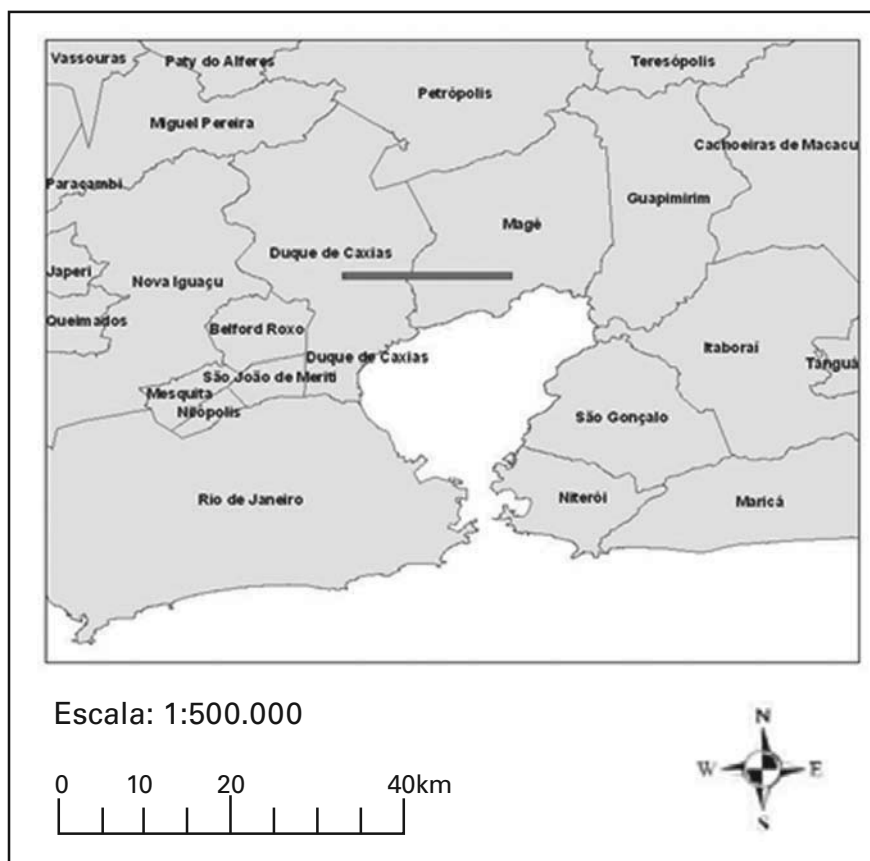 Vassouras
Paty do Alferes
Teresópolis
Petrópolis
Miguel Pereira
Cachoeiras de Macacu
Paracambi
Guapimirim
Magé
Duque de Caxias
Japeri
Nova Iguaçu
Queimados
Belford Roxo
Itaboraí
Duque de Caxias
Tanguá
São João de Meriti
Mesquita
Nilópolis
São Gonçalo
Rio de Janeiro
Niterói
Maricá
Escala: 1:500.000
0 10 20 40km
N
W E
S